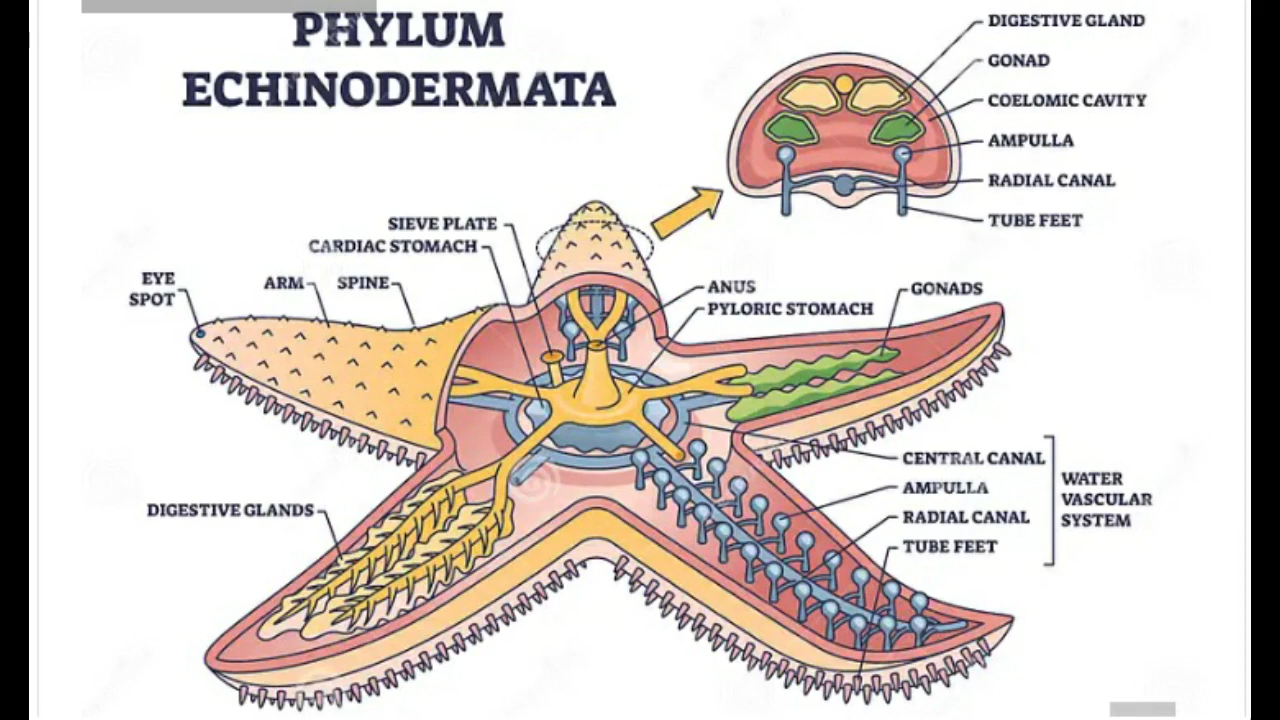 PHYLUM
ECHINODERMATA
DIGESTIVE GLAND
GONAD
COELOMIC CAVITY
AMPULLA
RADIAL CANAL
TUBE FEET
SIEVE PLATE
CARDIAC STOMACH
EYE
SPOT
ARM
SPINE
ANUS
PYLORIC STOMACH
GONADS
CENTRAL CANAL
AMPULLA
RADIAL CANAL
TUBE FEET
WATER
VASCULAR
SYSTEM
DIGESTIVE GLANDS